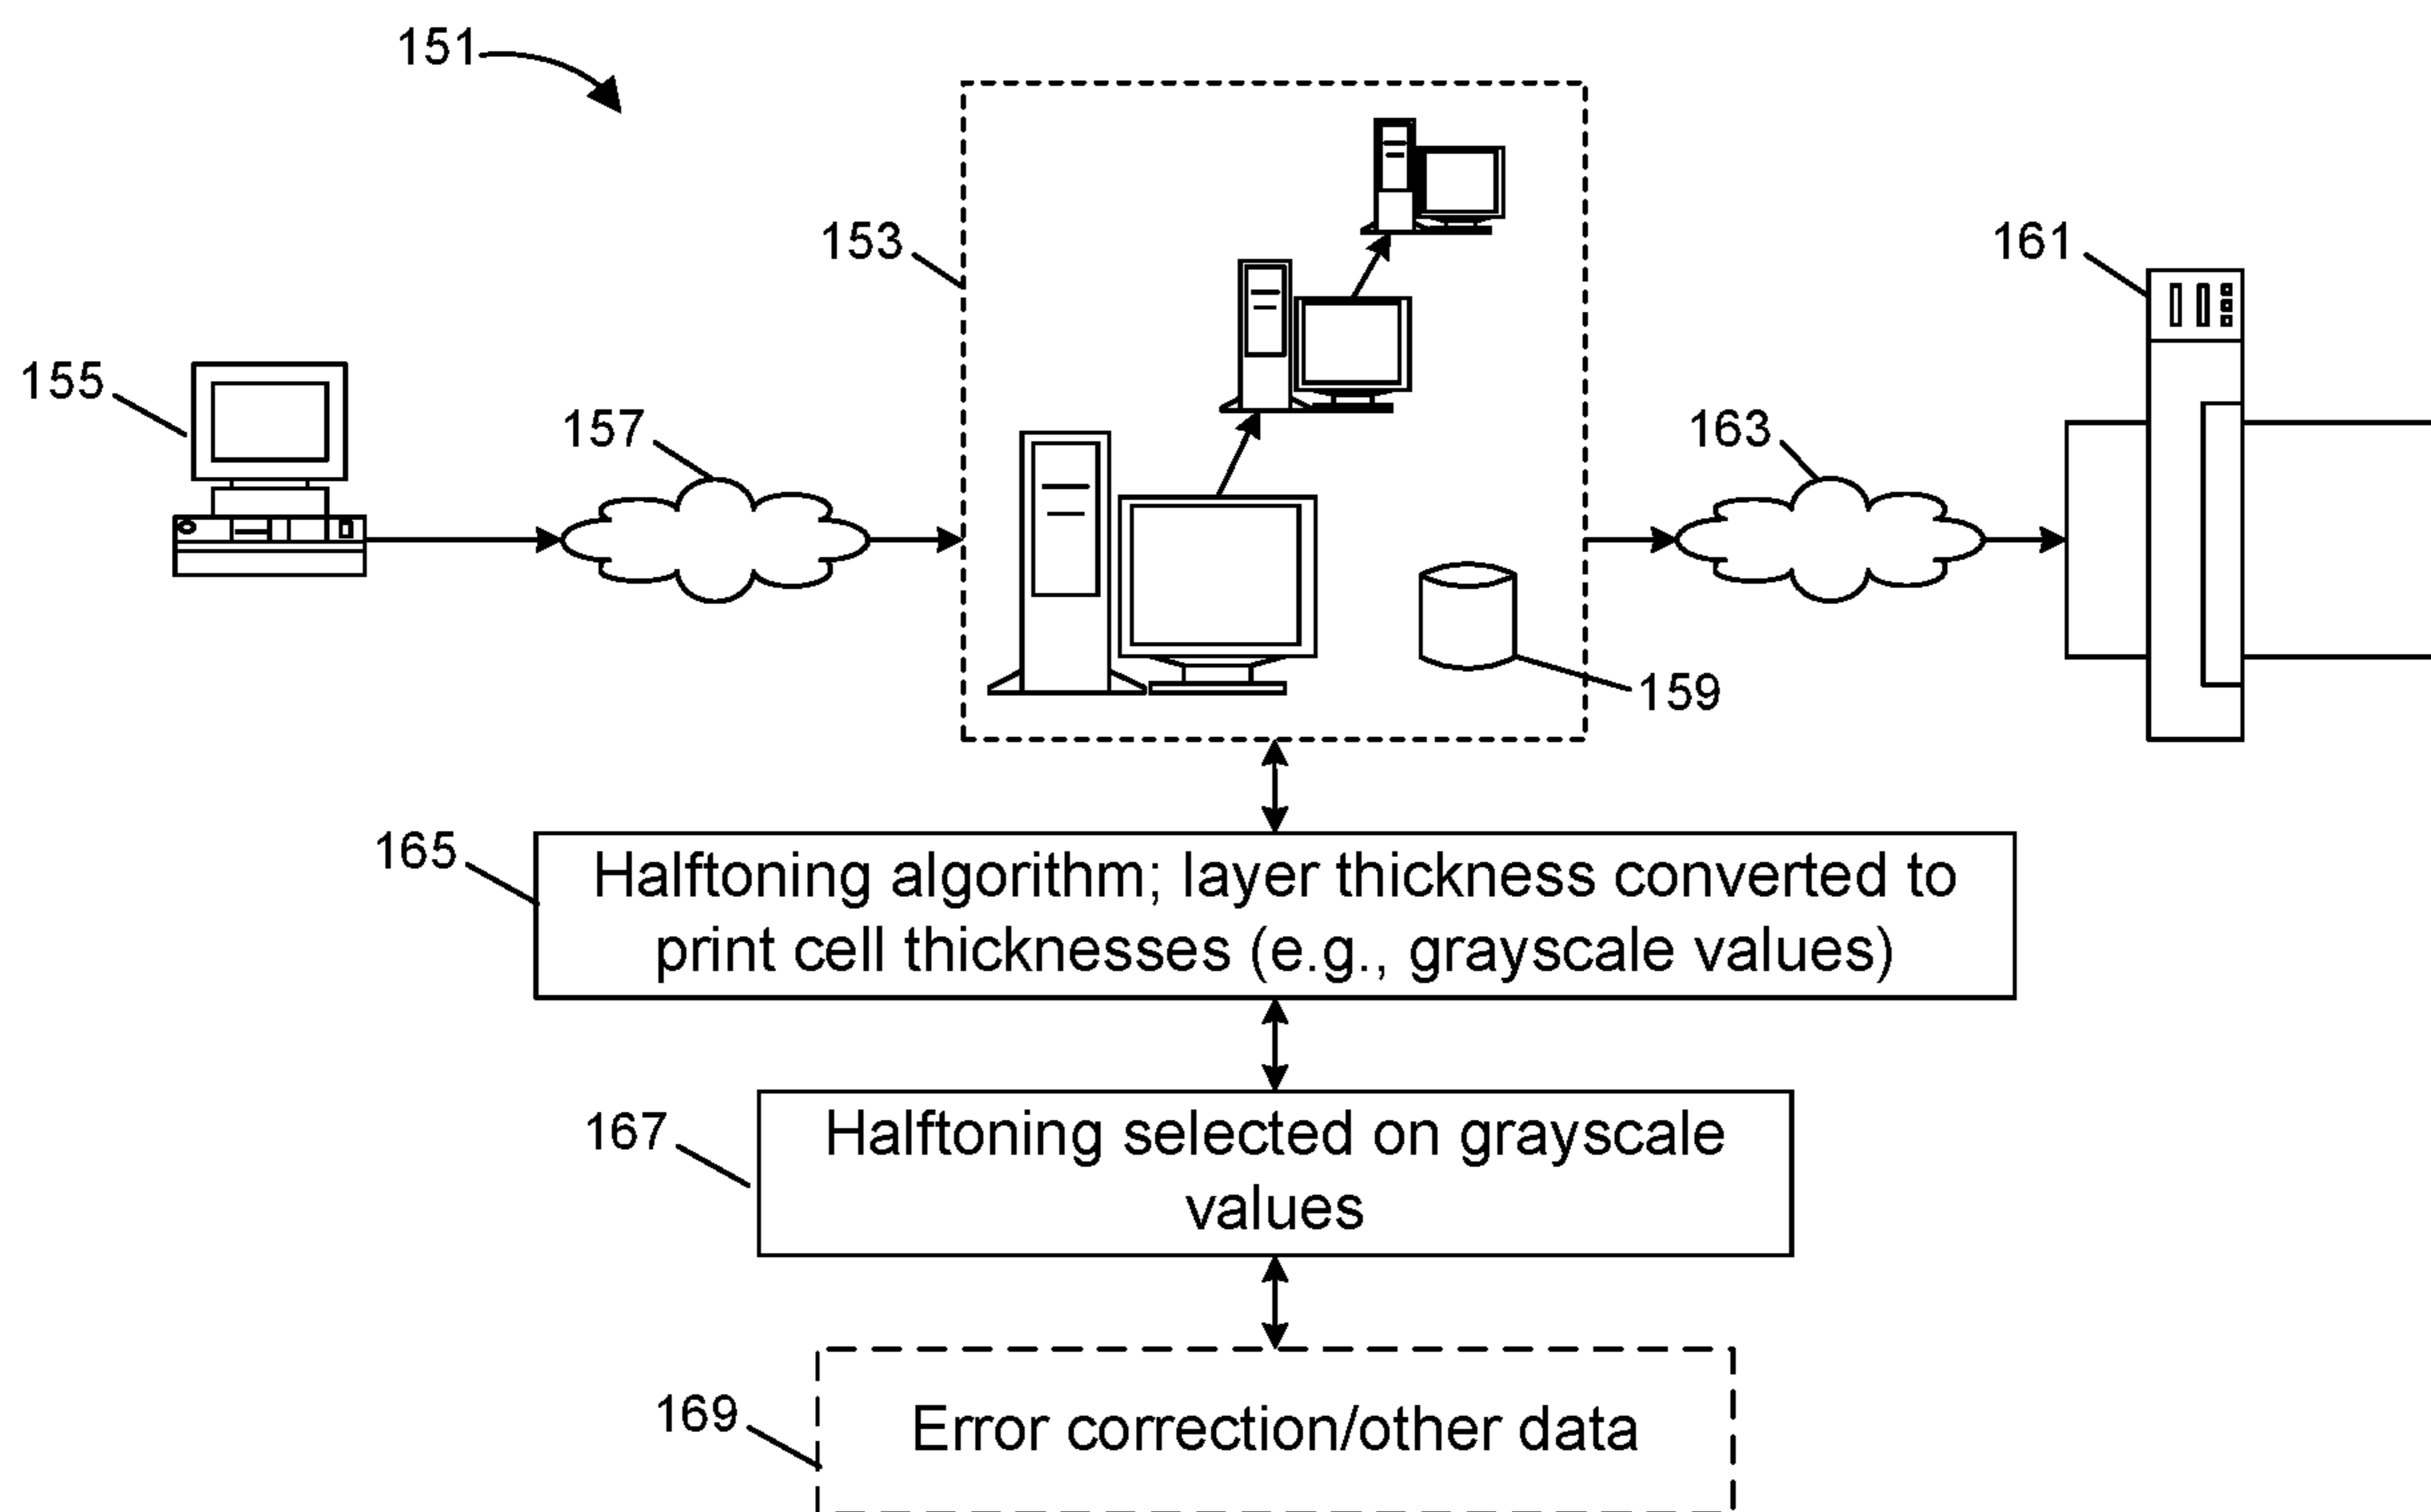 151
153
161
155
157
163
159
165
Halftoning algorithm; layer thickness converted to
print cell thicknesses (e.g., grayscale values)
167
Halftoning selected on grayscale
values
169
Error correction/other data